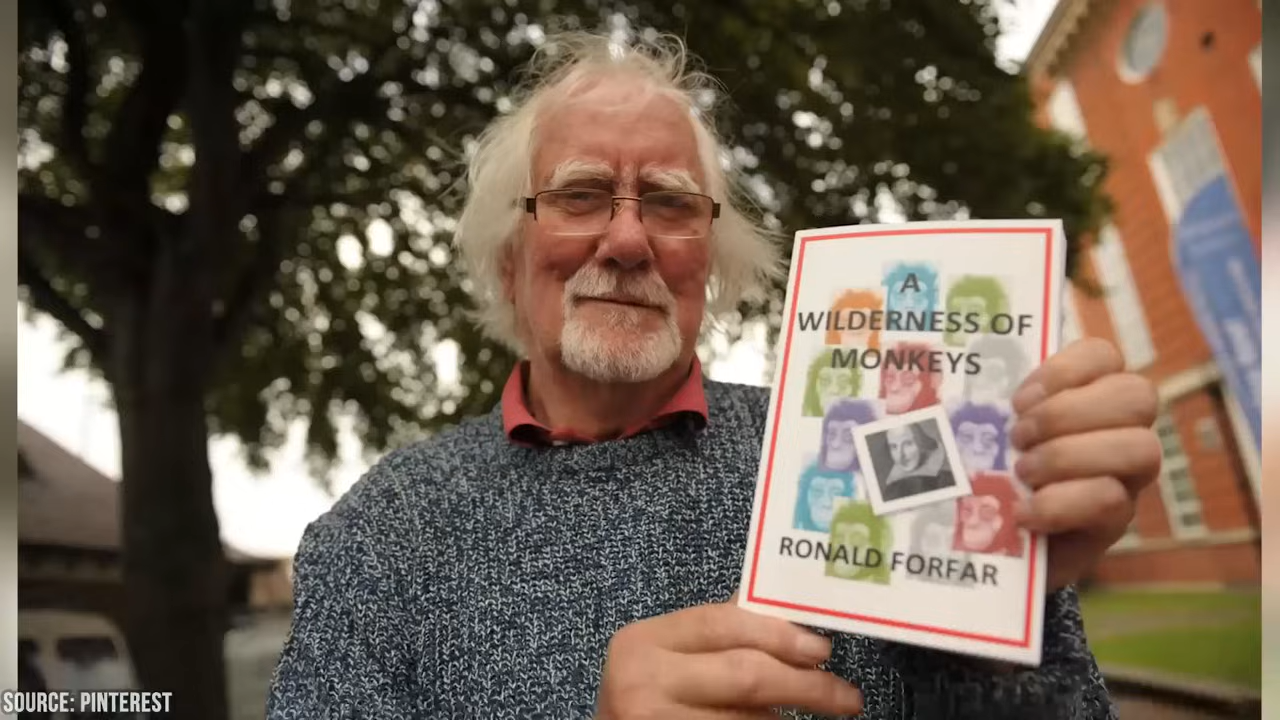 A
WILDERNESS OF
MONKEYS
RONALD FORFAR
SOURCE: PINTEREST